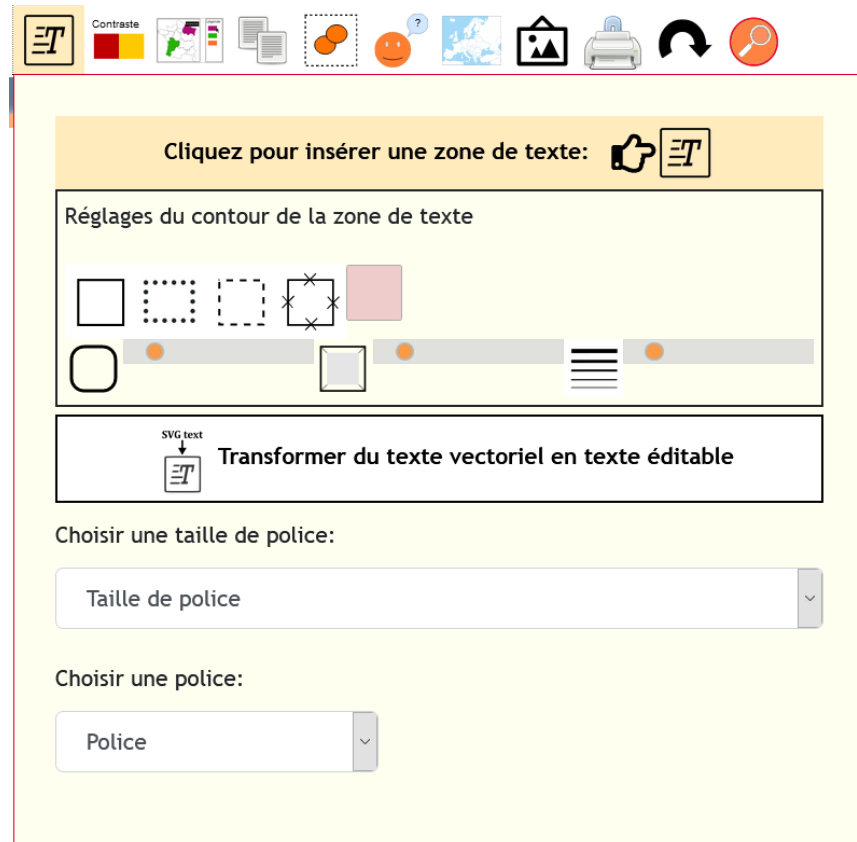 Contraste
?
Cliquez pour insérer une zone de texte:
T
Réglages du contour de la zone de texte
SVG text
T
Transformer du texte vectoriel en texte éditable
Choisir une taille de police:
Taille de police
Choisir une police:
Police